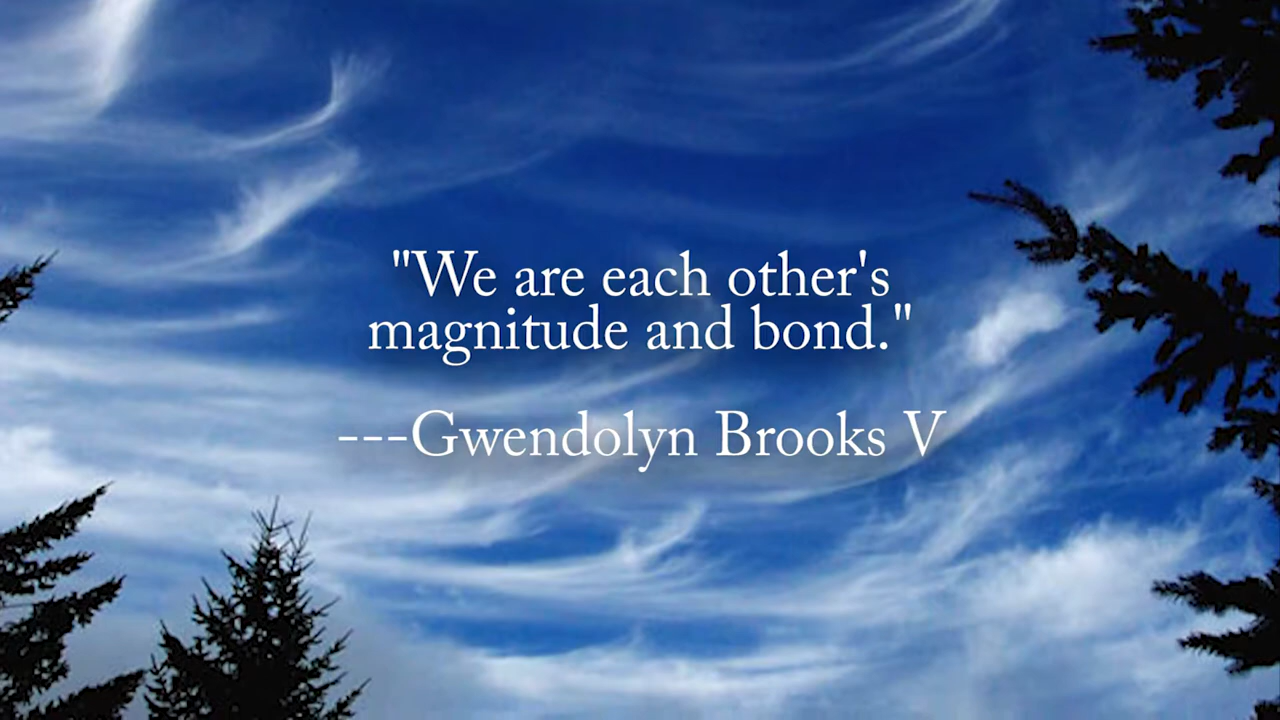 "We are each other's
magnitude and bond."
---Gwendolyn Brooks V